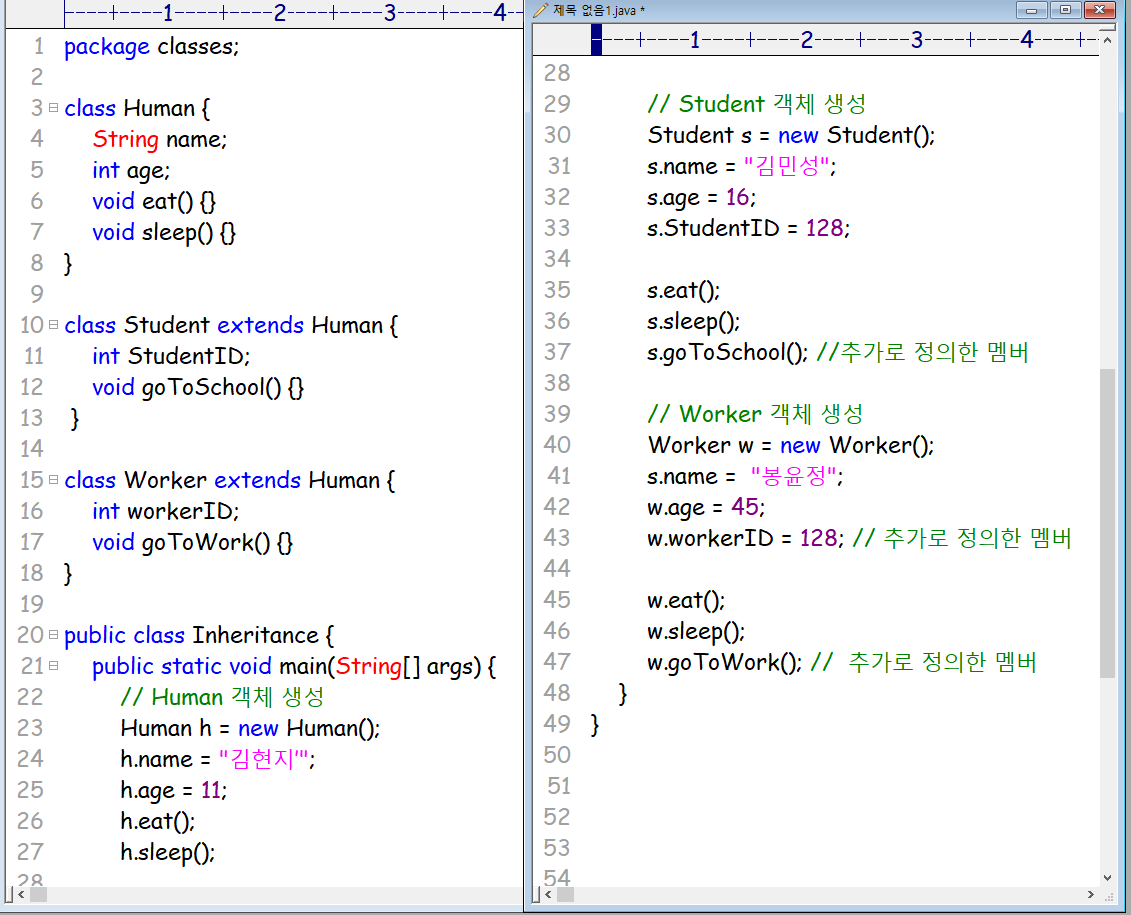 1 package classes;
2
3 class Human {
4 String name;
5 int age;
6 void eat() {}
7 void sleep() {}
8 }
9
10 class Student extends Human {
11 int StudentID;
12 void goToSchool() {}
13 }
14
15 class Worker extends Human {
16 int workerID;
17 void goToWork() {}
18 }
19
20 public class Inheritance {
21 public static void main(String[] args) {
22 // Human 객체 생성
23 Human h = new Human();
24 h.name = "김현지'";
25 h.age = 11;
26 h.eat();
27 h.sleep();
28
제목 없음1.java *
28
29 // Student 객체 생성
30 Student s = new Student();
31 s.name = "김민성";
32 s.age = 16;
33 s.StudentID = 128;
34
35 s.eat();
36 s.sleep();
37 s.goToSchool(); //추가로 정의한 멤버
38
39 // Worker 객체 생성
40 Worker w = new Worker();
41 s.name =  "봉윤정";
42 w.age = 45;
43 w.workerID = 128; // 추가로 정의한 멤버
44
45 w.eat();
46 w.sleep();
47 w.goToWork(); //  추가로 정의한 멤버
48 }
49 }
50
51
52
53
54